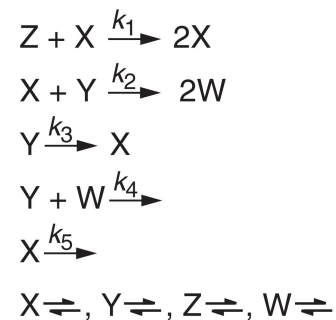 Z + X k1 → 2X
X + Y k2 → 2W
Y k3 → X
Y + W k4 →
X k5 →
X ⇌, Y ⇌, Z ⇌, W ⇌